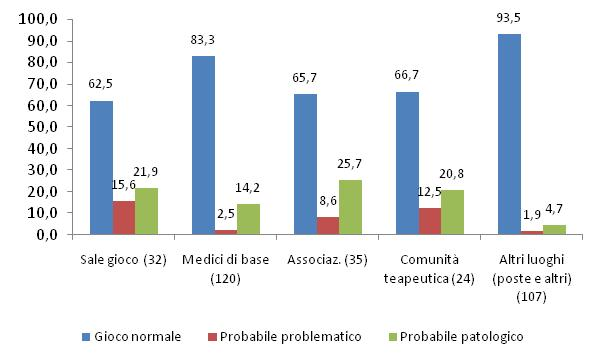 100,0
90,0
80,0
70,0
60,0
50,0
40,0
30,0
20,0
10,0
0,0
62,5
15,6
21,9
83,3
2,5
14,2
65,7
8,6
25,7
66,7
12,5
20,8
93,5
1,9
4,7
Sale gioco (32)
Medici di base
(120)
Associaz. (35)
Comunità
teapeutica (24)
Altri luoghi
(poste e altri)
(107)
Gioco normale
Probabile problematico
Probabile patologico